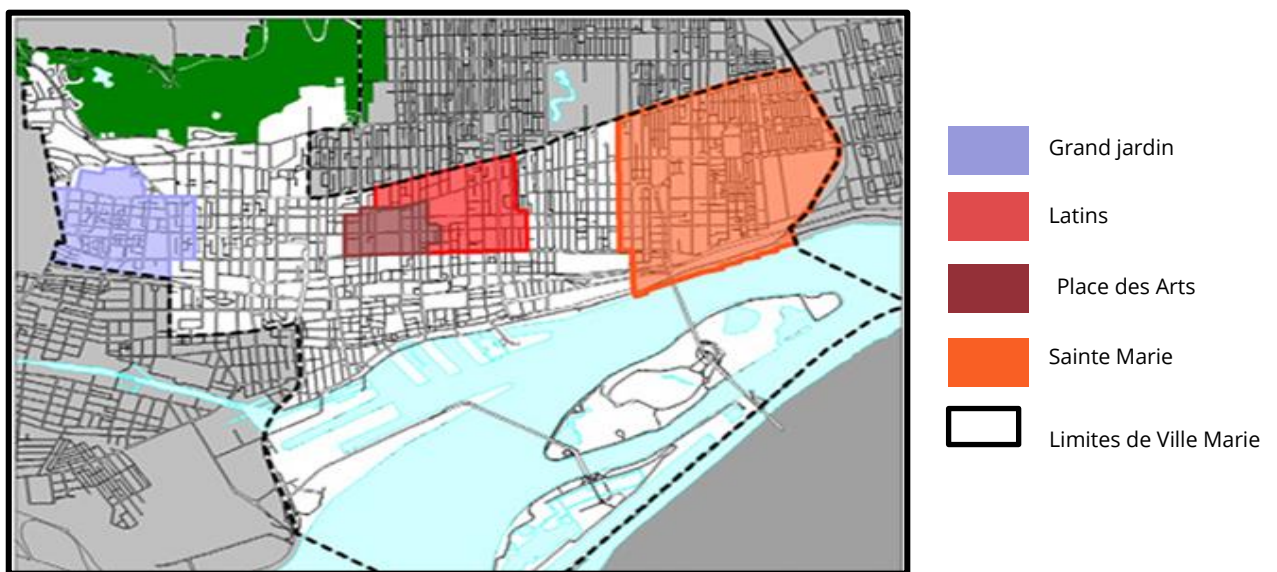 Grand jardin
Latins
Place des Arts
Sainte Marie
Limites de Ville Marie